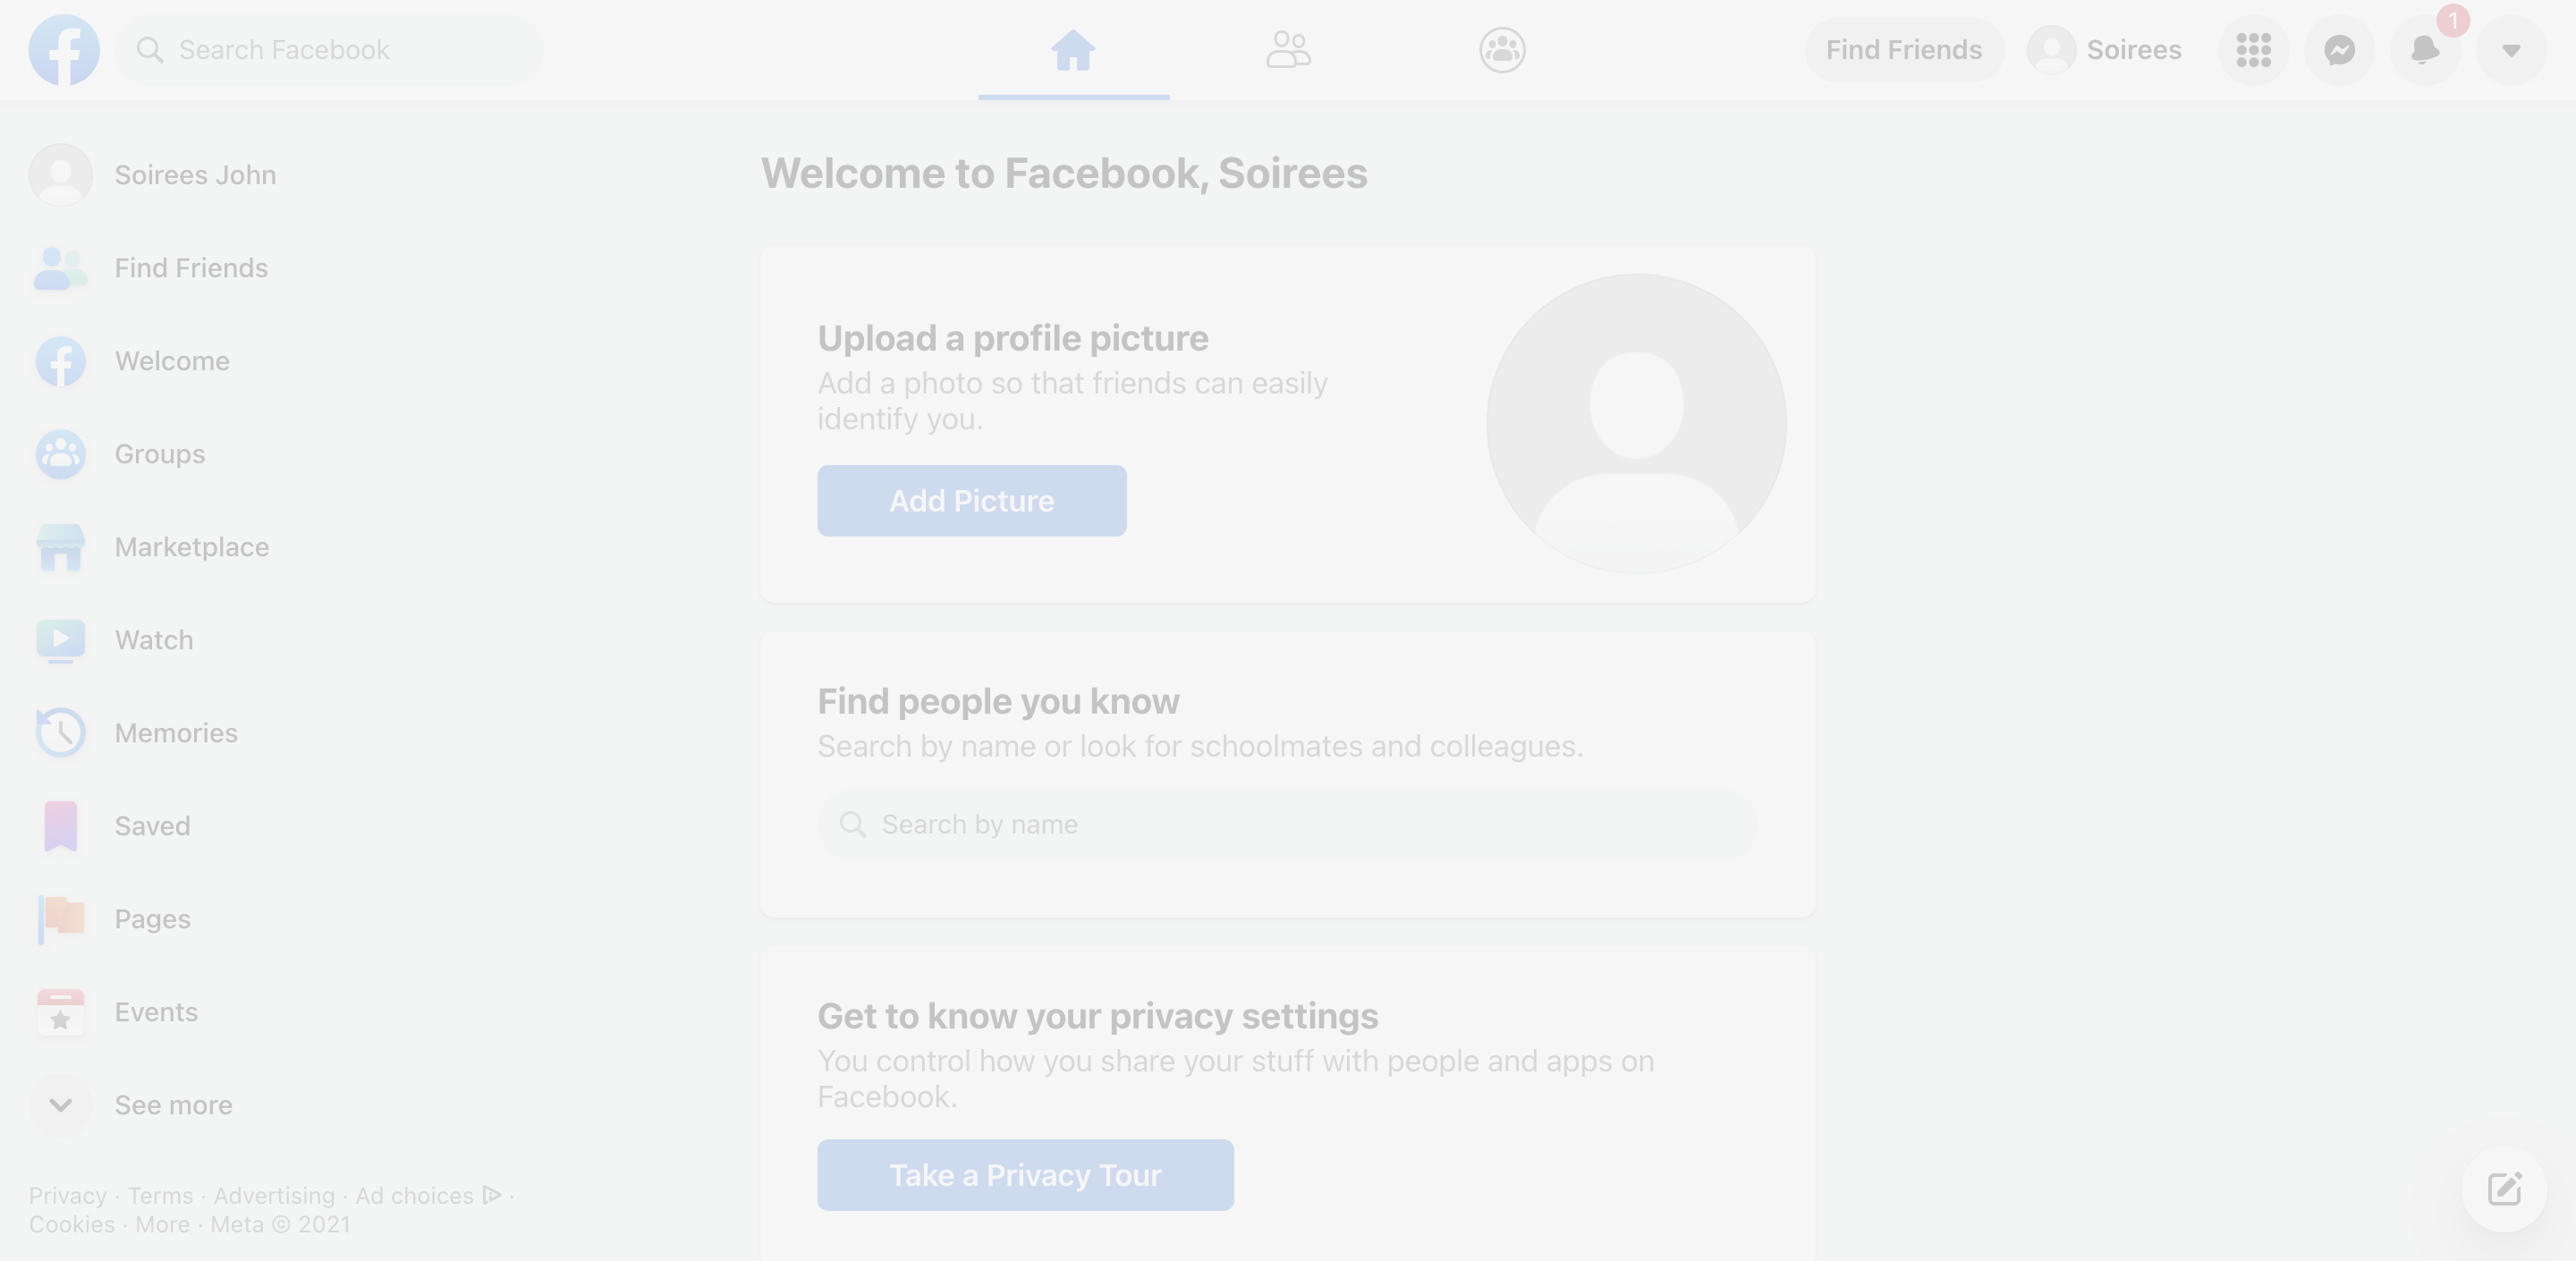 Search Facebook
Find Friends
Soirees
1
Soirees John
Find Friends
Welcome
Groups
Marketplace
Watch
Memories
Saved
Pages
Events
See more
Privacy · Terms · Advertising · Ad choices ·
Cookies · More · Meta © 2021
Welcome to Facebook, Soirees
Upload a profile picture
Add a photo so that friends can easily
identify you.
Add Picture
Find people you know
Search by name or look for schoolmates and colleagues.
Search by name
Get to know your privacy settings
You control how you share your stuff with people and apps on
Facebook.
Take a Privacy Tour